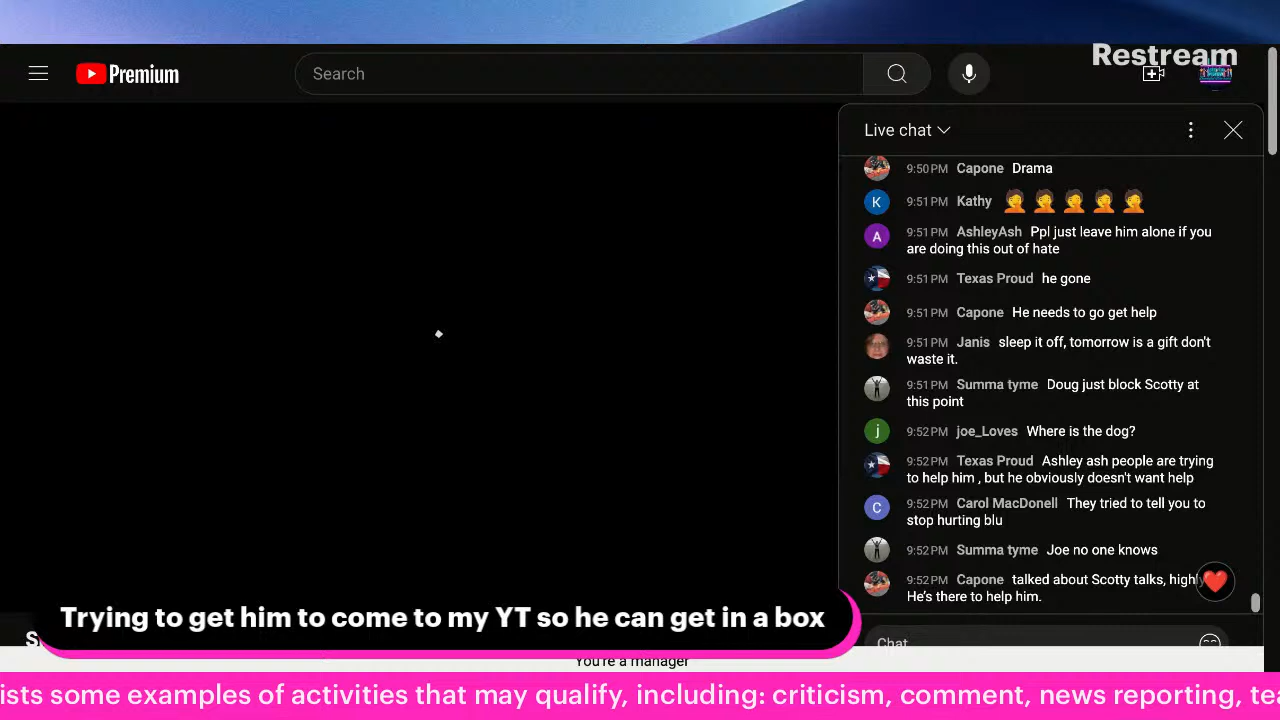 Restream
Premium
Search
Live chat
9:50 PM Capone Drama
K 9:51 PM Kathy
A 9:51 PM AshleyAsh Ppl just leave him alone if you
are doing this out of hate
9:51 PM Texas Proud he gone
9:51 PM Capone He needs to go get help
9:51 PM Janis sleep it off, tomorrow is a gift don't
waste it.
9:51 PM Summa tyme Doug just block Scotty at
this point
j 9:52 PM joe_Loves Where is the dog?
9:52 PM Texas Proud Ashley ash people are trying
to help him , but he obviously doesn't want help
C 9:52 PM Carol MacDonell They tried to tell you to
stop hurting blu
9:52 PM Summa tyme Joe no one knows
9:52 PM Capone talked about Scotty talks, highly
He's there to help him.
Chat
Trying to get him to come to my YT so he can get in a box
You're a manager
ists some examples of activities that may qualify, including: criticism, comment, news reporting, tea